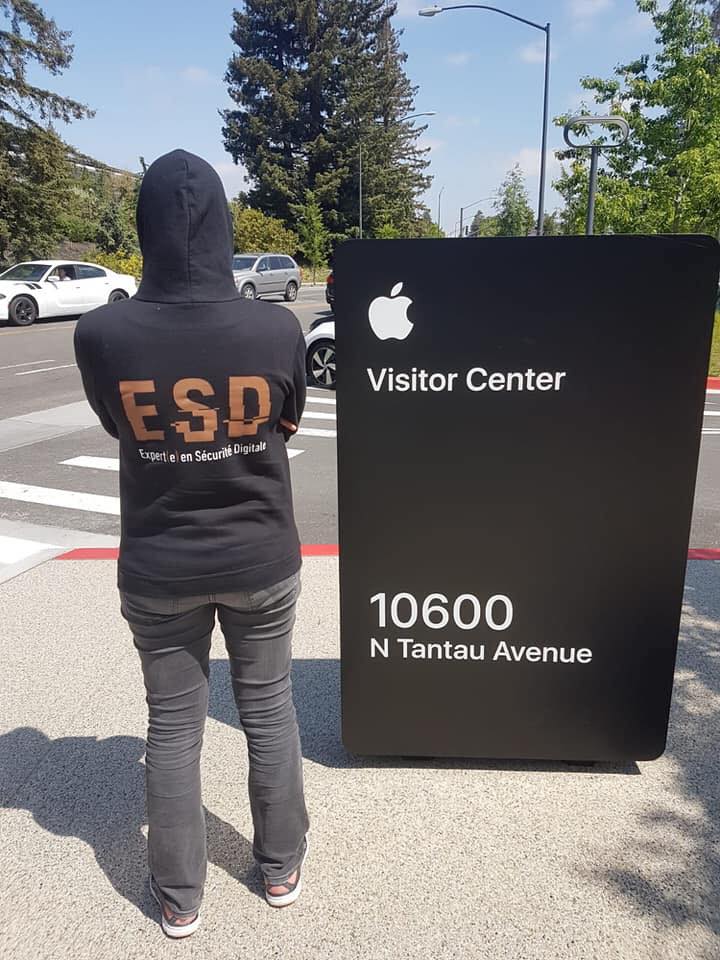 ESD
Expert(e) en Sécurité Digitale
Visitor Center
10600
N Tantau Avenue